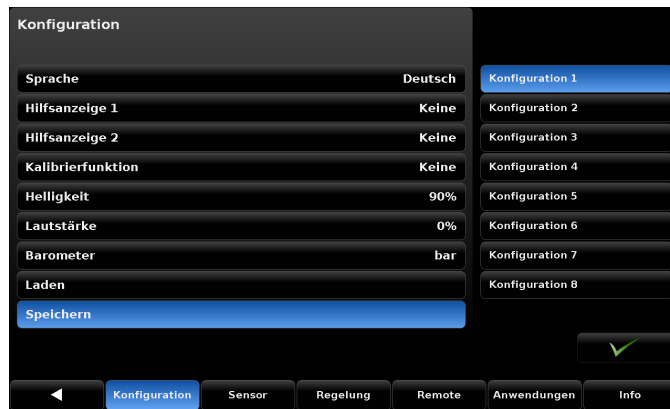 Konfiguration
Sprache Deutsch
Hilfsanzeige 1 Keine
Hilfsanzeige 2 Keine
Kalibrierfunktion Keine
Helligkeit 90%
Lautstärke 0%
Barometer bar
Laden
Speichern
Konfiguration 1
Konfiguration 2
Konfiguration 3
Konfiguration 4
Konfiguration 5
Konfiguration 6
Konfiguration 7
Konfiguration 8
Konfiguration Sensor Regelung Remote Anwendungen Info